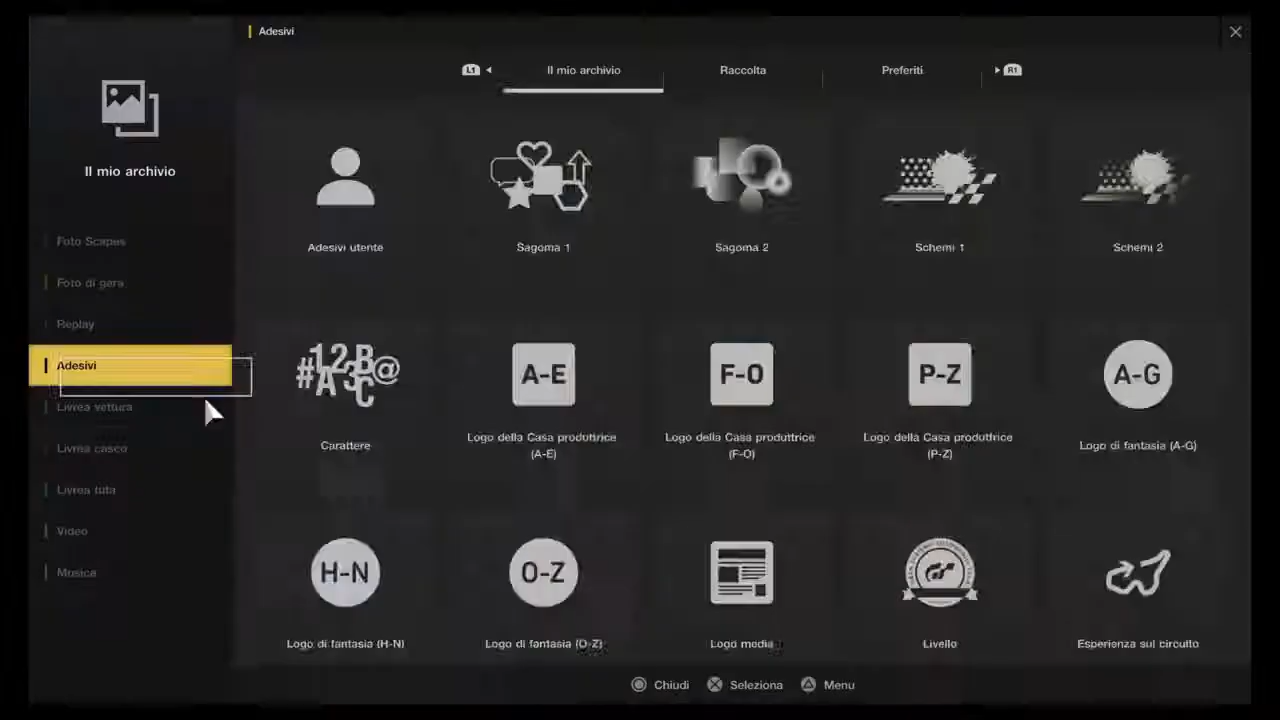 Adesivi
L1
Il mio archivio
Raccolta
Preferiti
R1
Il mio archivio
Foto Scapes
Foto di gara
Replay
Adesivi
Livrea vettura
Livrea casco
Livrea tuta
Video
Musica
Adesivi utente
Sagoma 1
Sagoma 2
Schemi 1
Schemi 2
#123B@
A3C
A-E
F-O
P-Z
A-G
Carattere
Logo della Casa produttrice
(A-E)
Logo della Casa produttrice
(F-O)
Logo della Casa produttrice
(P-Z)
Logo di fantasia (A-G)
H-N
O-Z
Logo di fantasia (H-N)
Logo di fantasia (O-Z)
Logo media
Livello
Esperienza sul circuito
Chiudi
Seleziona
Menu